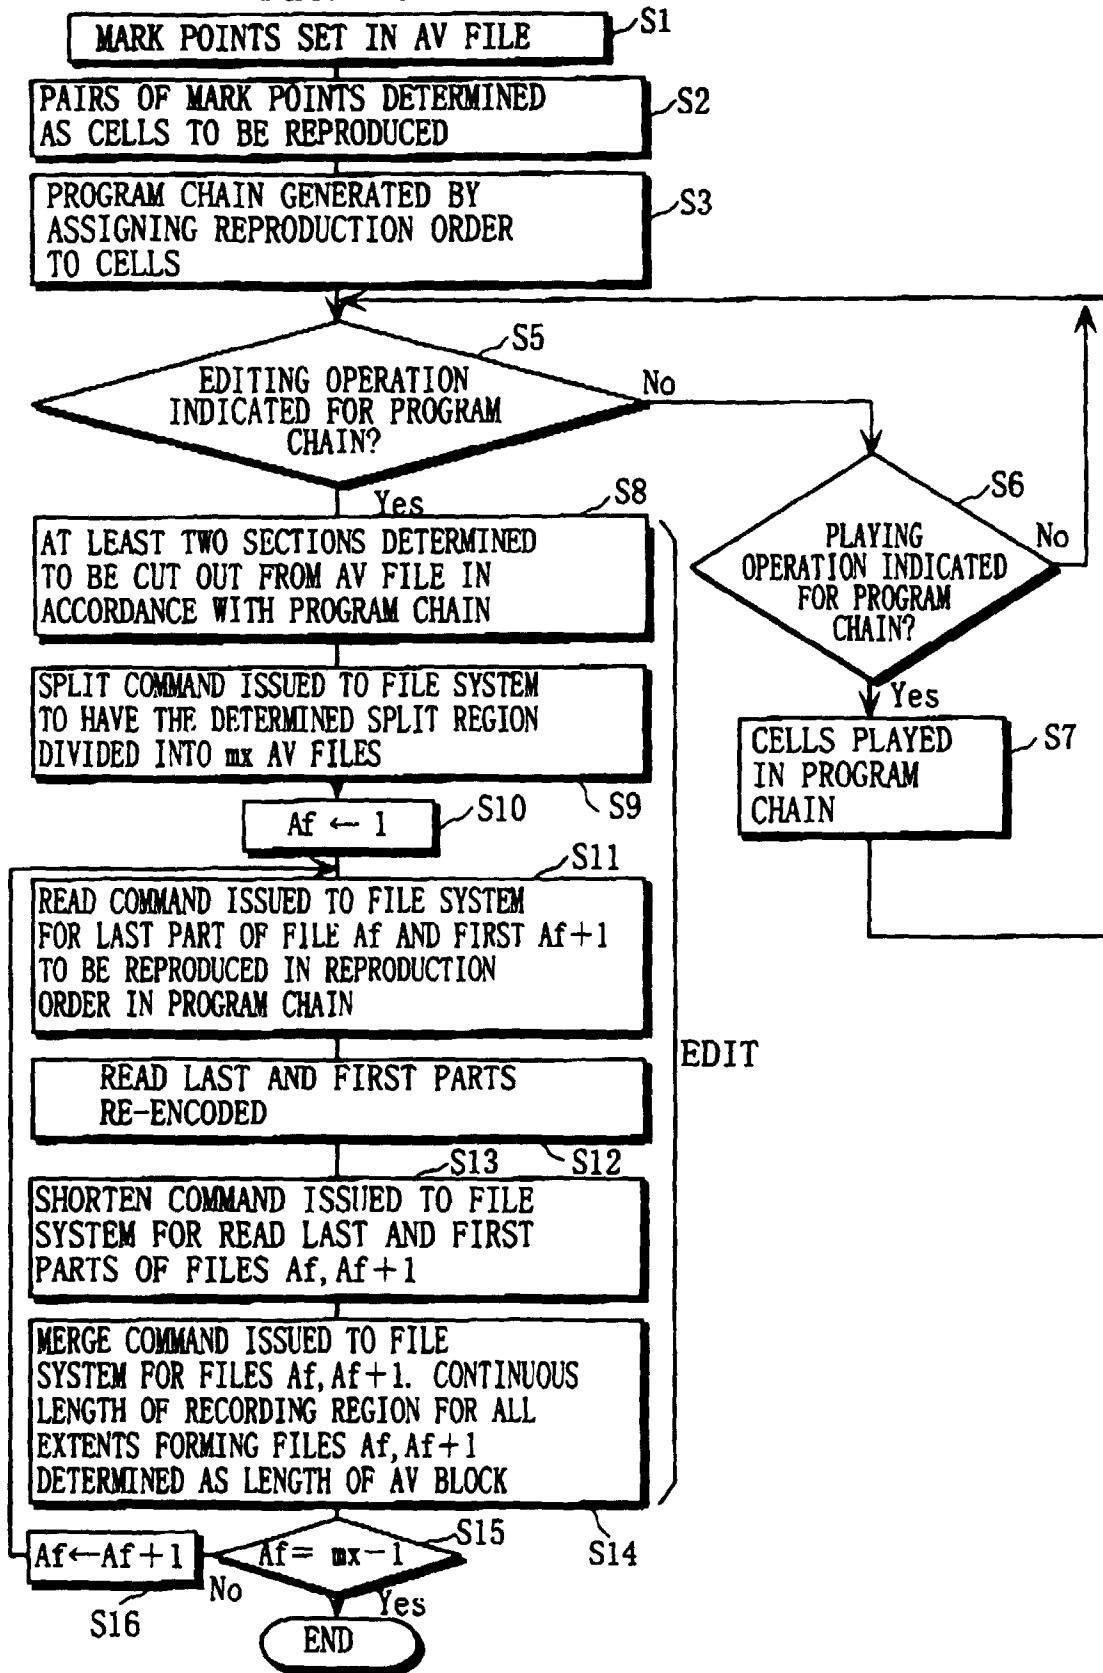 MARK POINTS SET IN AV FILE
S1
PAIRS OF MARK POINTS DETERMINED
AS CELLS TO BE REPRODUCED
S2
PROGRAM CHAIN GENERATED BY
ASSIGNING REPRODUCTION ORDER
TO CELLS
S3
S5
EDITING OPERATION
INDICATED FOR PROGRAM
CHAIN?
No
Yes
S6
PLAYING
OPERATION INDICATED
FOR PROGRAM
CHAIN?
No
Yes
CELLS PLAYED
IN PROGRAM
CHAIN
S7
S8
AT LEAST TWO SECTIONS DETERMINED
TO BE CUT OUT FROM AV FILE IN
ACCORDANCE WITH PROGRAM CHAIN
SPLIT COMMAND ISSUED TO FILE SYSTEM
TO HAVE THE DETERMINED SPLIT REGION
DIVIDED INTO mx AV FILES
S9
Af ← 1
S10
S11
READ COMMAND ISSUED TO FILE SYSTEM
FOR LAST PART OF FILE Af AND FIRST Af+1
TO BE REPRODUCED IN REPRODUCTION
ORDER IN PROGRAM CHAIN
EDIT
READ LAST AND FIRST PARTS
RE-ENCODED
S12
S13
SHORTEN COMMAND ISSUED TO FILE
SYSTEM FOR READ LAST AND FIRST
PARTS OF FILES Af, Af+1
MERGE COMMAND ISSUED TO FILE
SYSTEM FOR FILES Af, Af+1. CONTINUOUS
LENGTH OF RECORDING REGION FOR ALL
EXTENTS FORMING FILES Af, Af+1
DETERMINED AS LENGTH OF AV BLOCK
S14
S15
Af= mx-1
No
Af←Af+1
S16
Yes
END